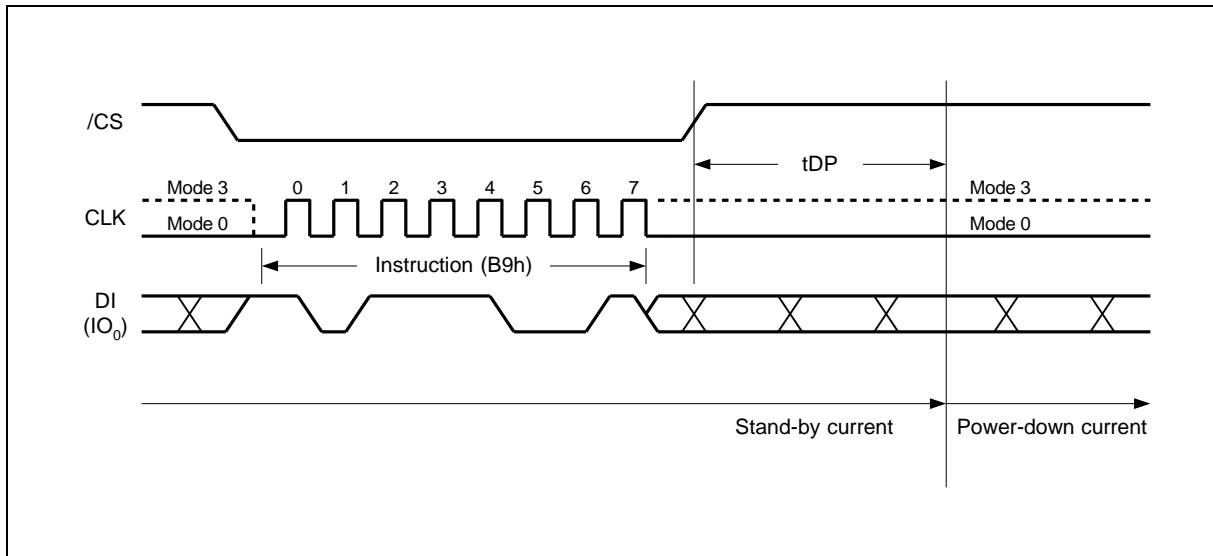 /CS
tDP
Mode 3 0 1 2 3 4 5 6 7 Mode 3
CLK
Mode 0 Mode 0
Instruction (B9h)
DI
(IO₀)
Stand-by current Power-down current